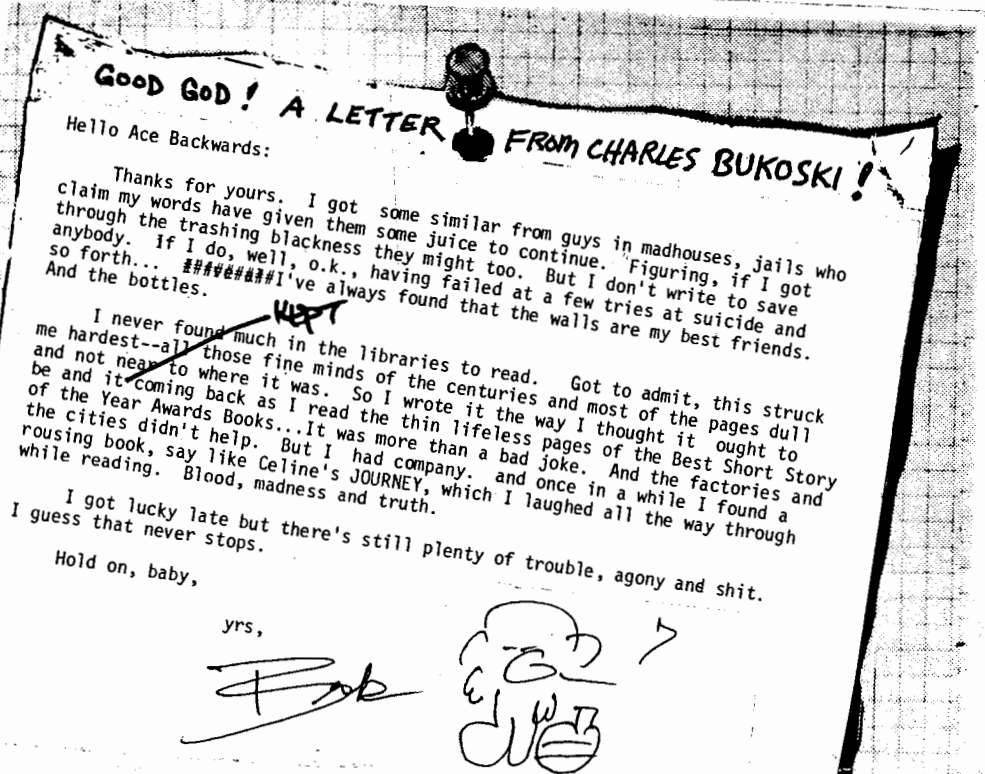 GOOD GOD! A LETTER FROM CHARLES BUKOSKI!
Hello Ace Backwards:
Thanks for yours. I got some similar from guys in madhouses, jails who
claim my words have given them some juice to continue. Figuring, if I got
through the trashing blackness they might too. But I don't write to save
anybody. If I do, well, o.k., having failed at a few tries at suicide and
so forth... I've always found that the walls are my best friends.
And the bottles.
KEPT
I never found much in the libraries to read. Got to admit, this struck
me hardest--all those fine minds of the centuries and most of the pages dull
and not near to where it was. So I wrote it the way I thought it ought to
be and it coming back as I read the thin lifeless pages of the Best Short Story
of the Year Awards Books...It was more than a bad joke. And the factories and
the cities didn't help. But I had company. and once in a while I found a
rousing book, say like Celine's JOURNEY, which I laughed all the way through
while reading. Blood, madness and truth.
I got lucky late but there's still plenty of trouble, agony and shit.
I guess that never stops.
Hold on, baby,
yrs,